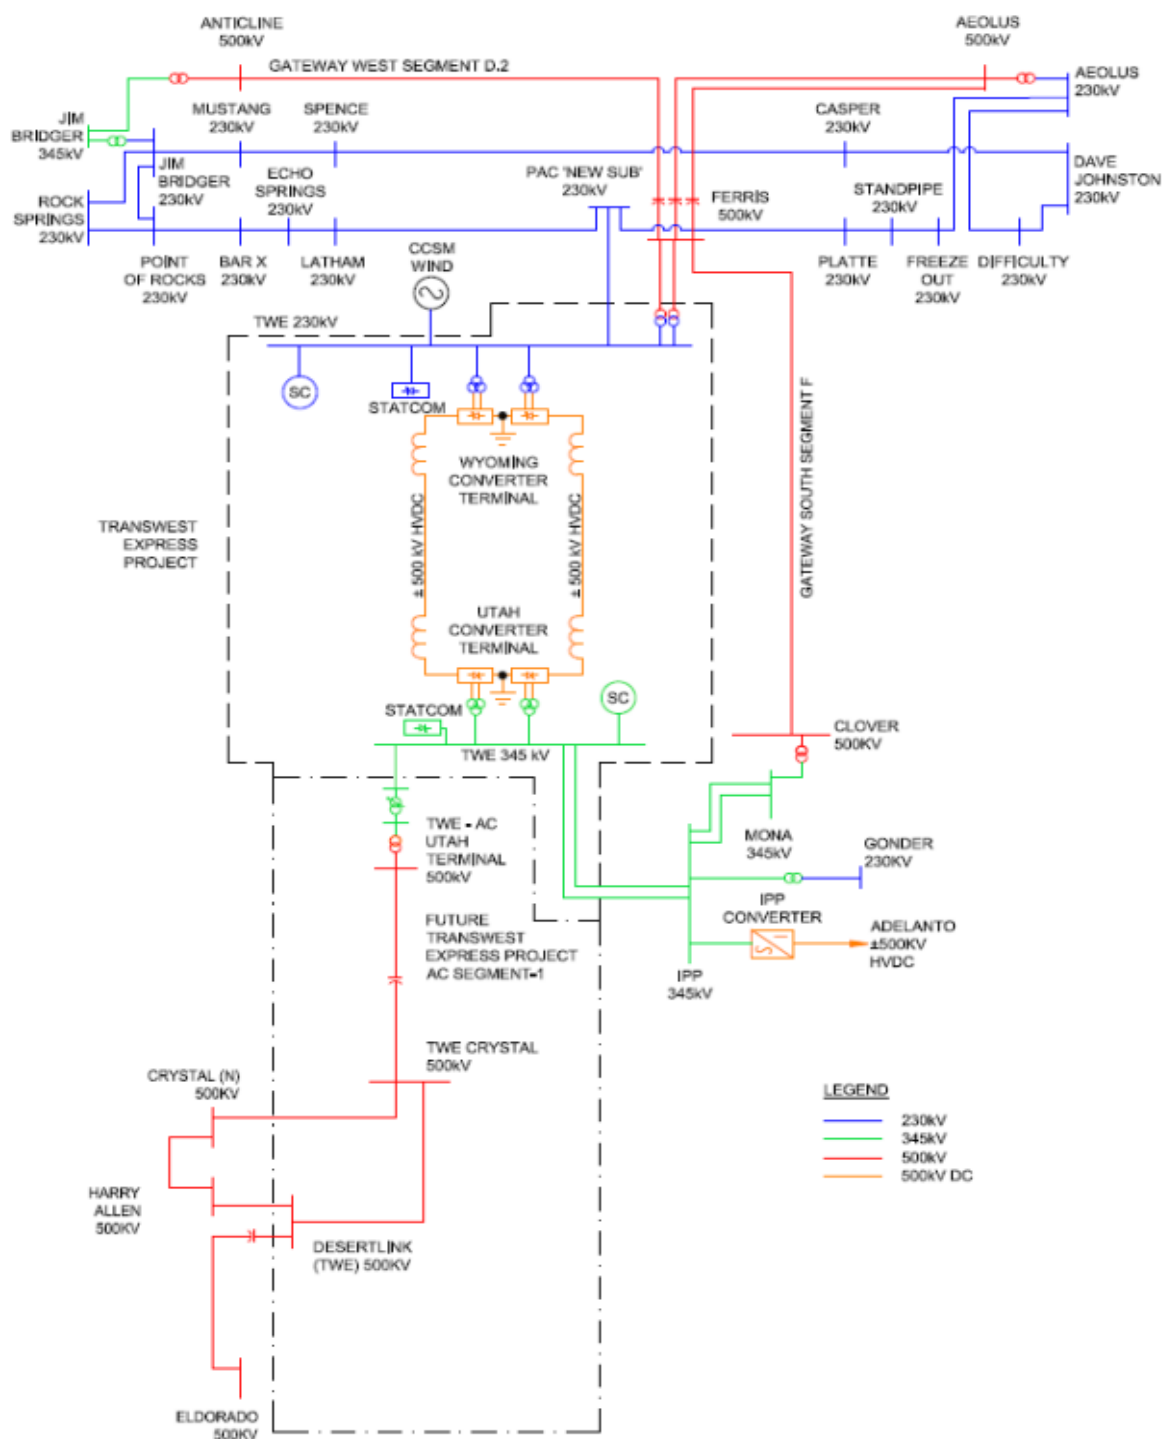 ANTICLINE
500kV
AEOLUS
500kV
GATEWAY WEST SEGMENT D.2
AEOLUS
230kV
JIM
BRIDGER
345kV
MUSTANG
230kV
SPENCE
230kV
CASPER
230kV
JIM
BRIDGER
230kV
ECHO
SPRINGS
230kV
PAC 'NEW SUB'
230kV
FERRIS
500kV
STANDPIPE
230kV
DAVE
JOHNSTON
230kV
ROCK
SPRINGS
230kV
POINT
OF ROCKS
230kV
BAR X
230kV
LATHAM
230kV
CCSM
WIND
PLATTE
230kV
FREEZE
OUT
230kV
DIFFICULTY
230kV
TWE 230kV
SC
STATCOM
WYOMING
CONVERTER
TERMINAL
± 500 kV HVDC
± 500 kV HVDC
GATEWAY SOUTH SEGMENT F
TRANSWEST
EXPRESS
PROJECT
UTAH
CONVERTER
TERMINAL
STATCOM
SC
TWE 345 kV
CLOVER
500KV
TWE - AC
UTAH
TERMINAL
500kV
MONA
345kV
GONDER
230KV
IPP
CONVERTER
ADELANTO
±500KV
HVDC
IPP
345kV
FUTURE
TRANSWEST
EXPRESS PROJECT
AC SEGMENT-1
TWE CRYSTAL
500kV
CRYSTAL (N)
500KV
HARRY
ALLEN
500KV
DESERTLINK
(TWE) 500KV
ELDORADO
500KV
LEGEND
230kV
345kV
500kV
500kV DC